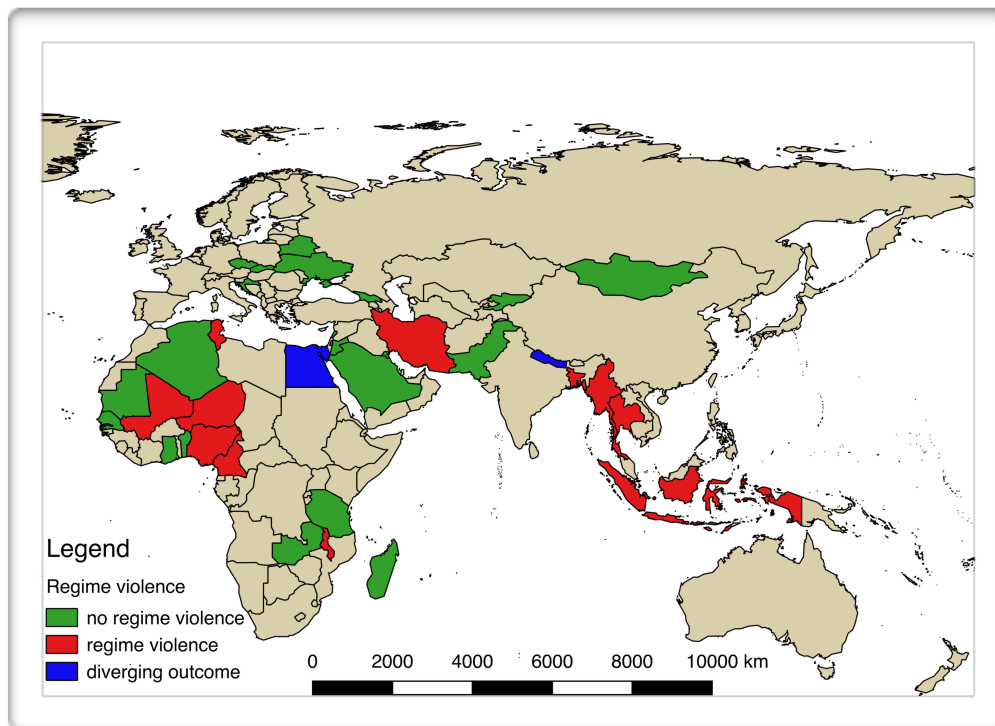 Legend
Regime violence
no regime violence
regime violence
diverging outcome
0 2000 4000 6000 8000 10000 km